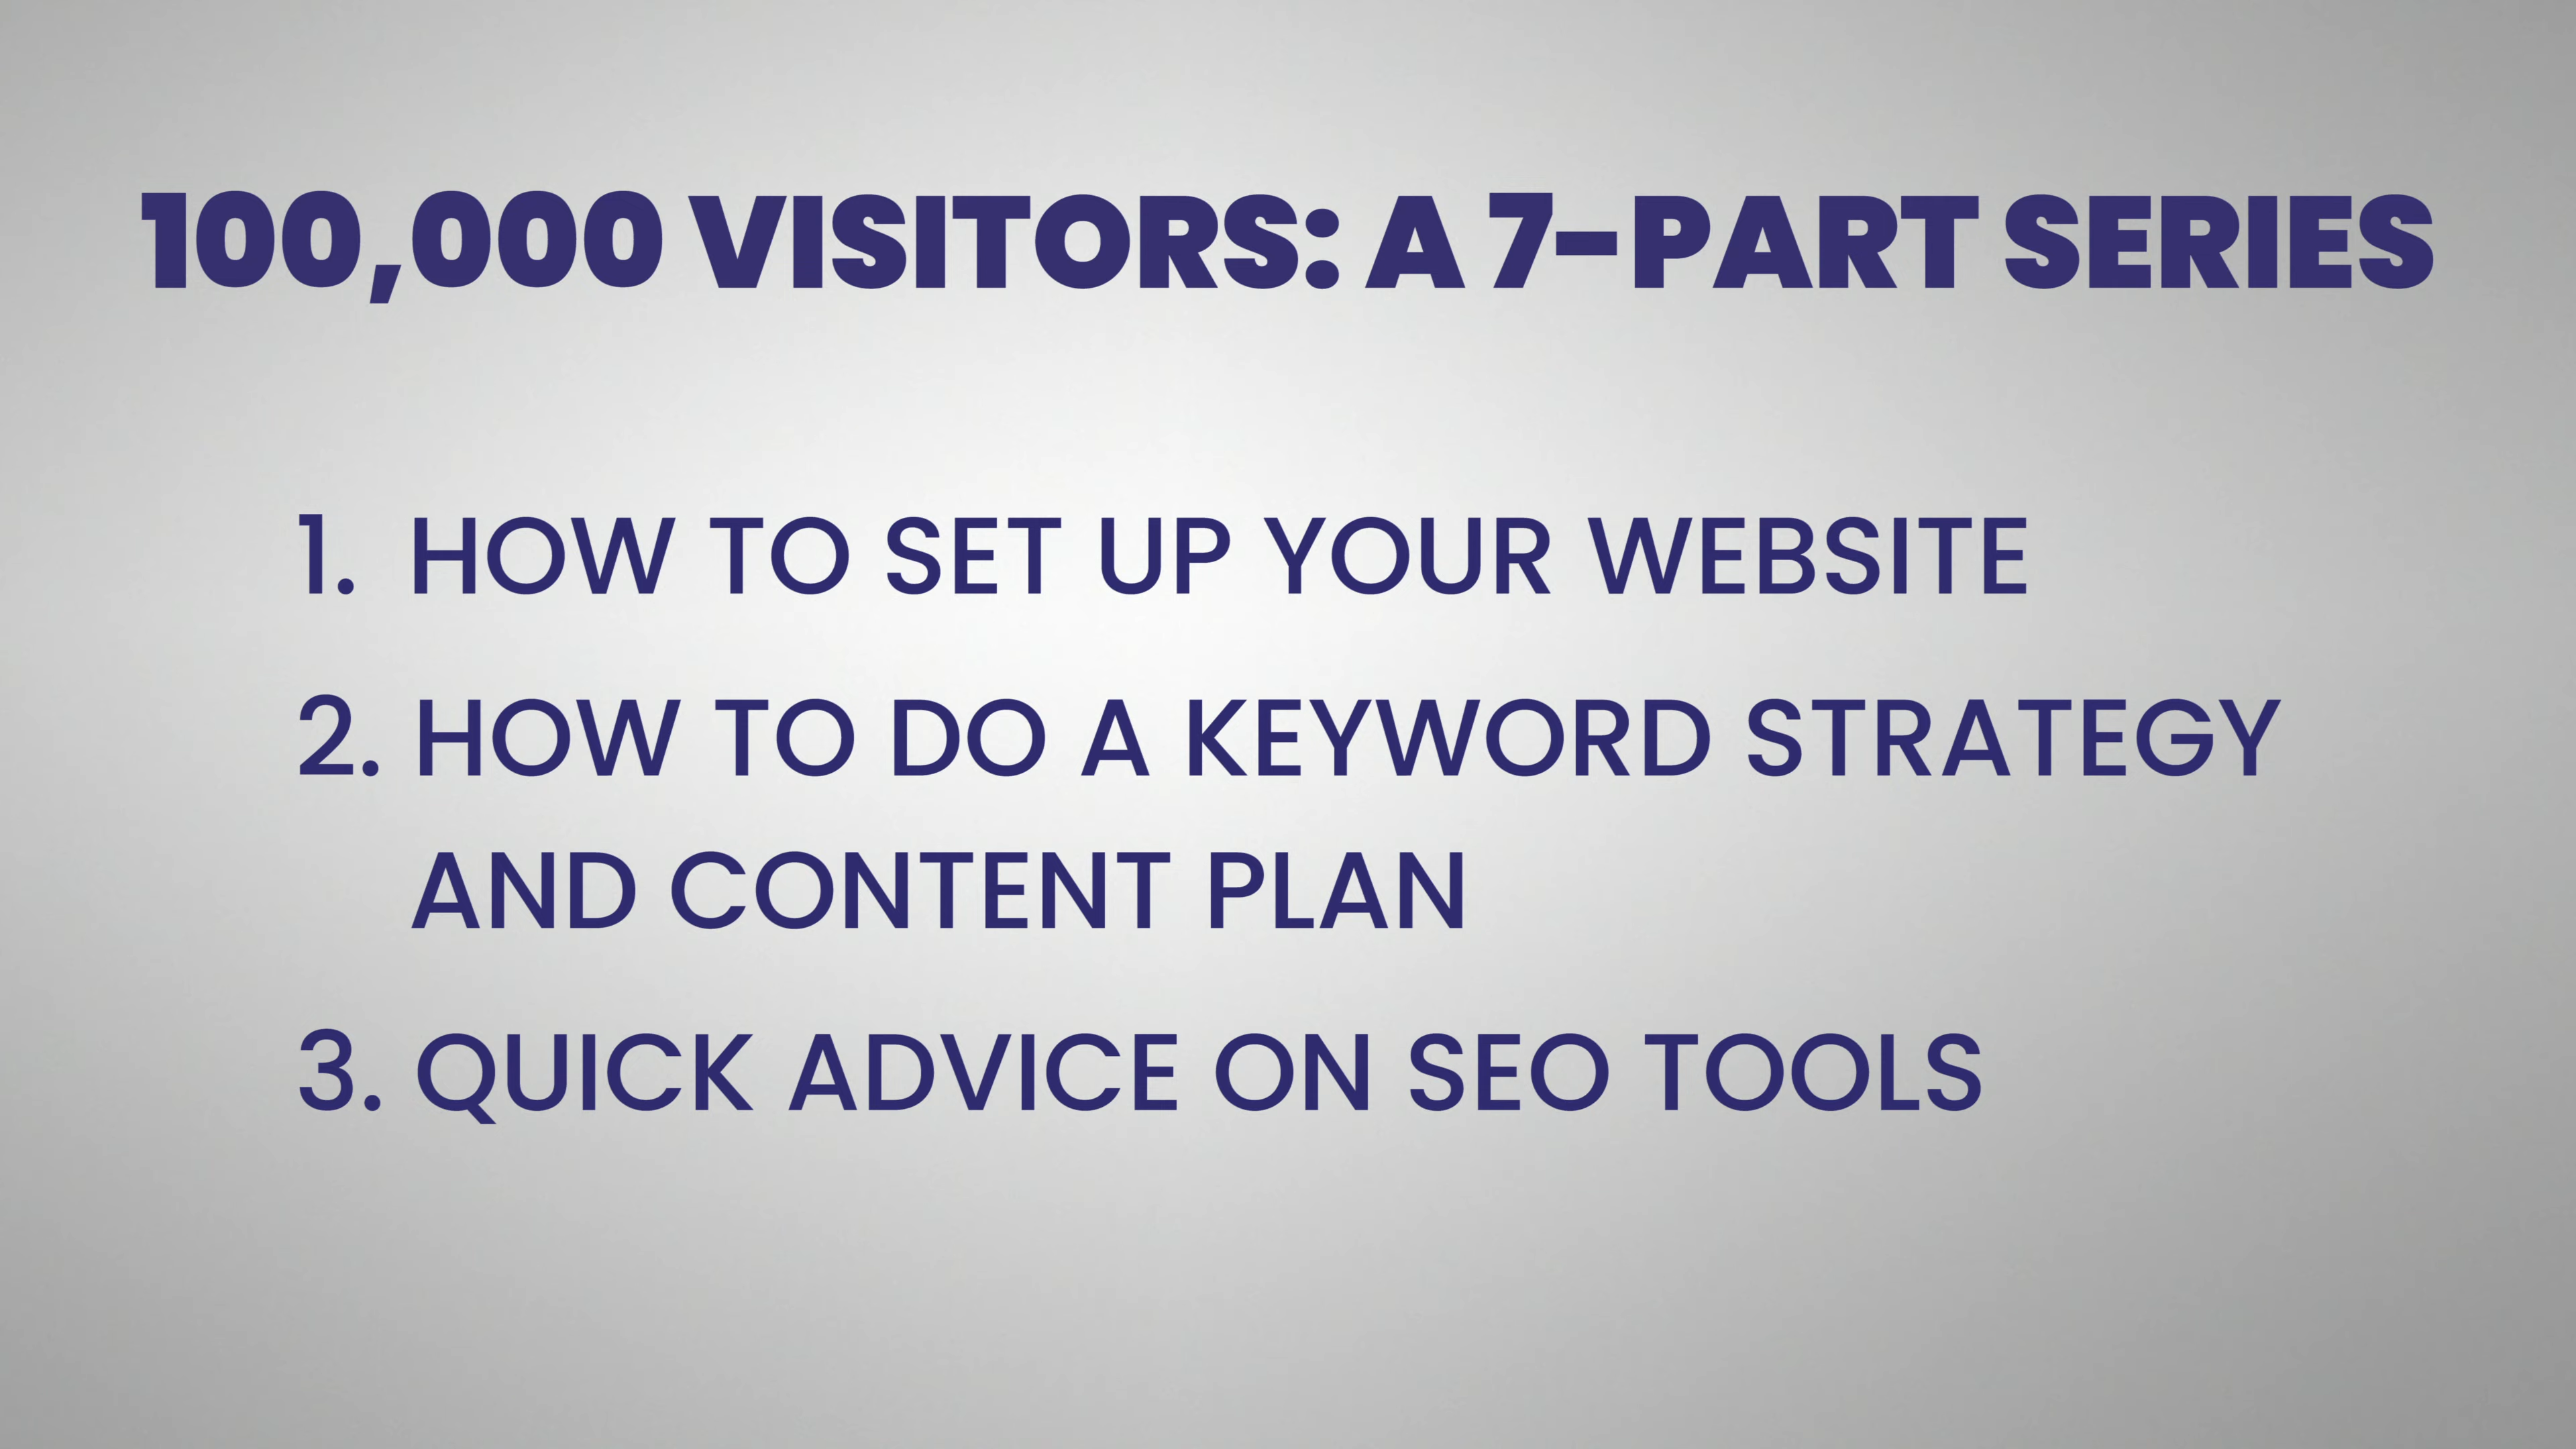 100,000 VISITORS: A 7-PART SERIES
1. HOW TO SET UP YOUR WEBSITE
2. HOW TO DO A KEYWORD STRATEGY
AND CONTENT PLAN
3. QUICK ADVICE ON SEO TOOLS